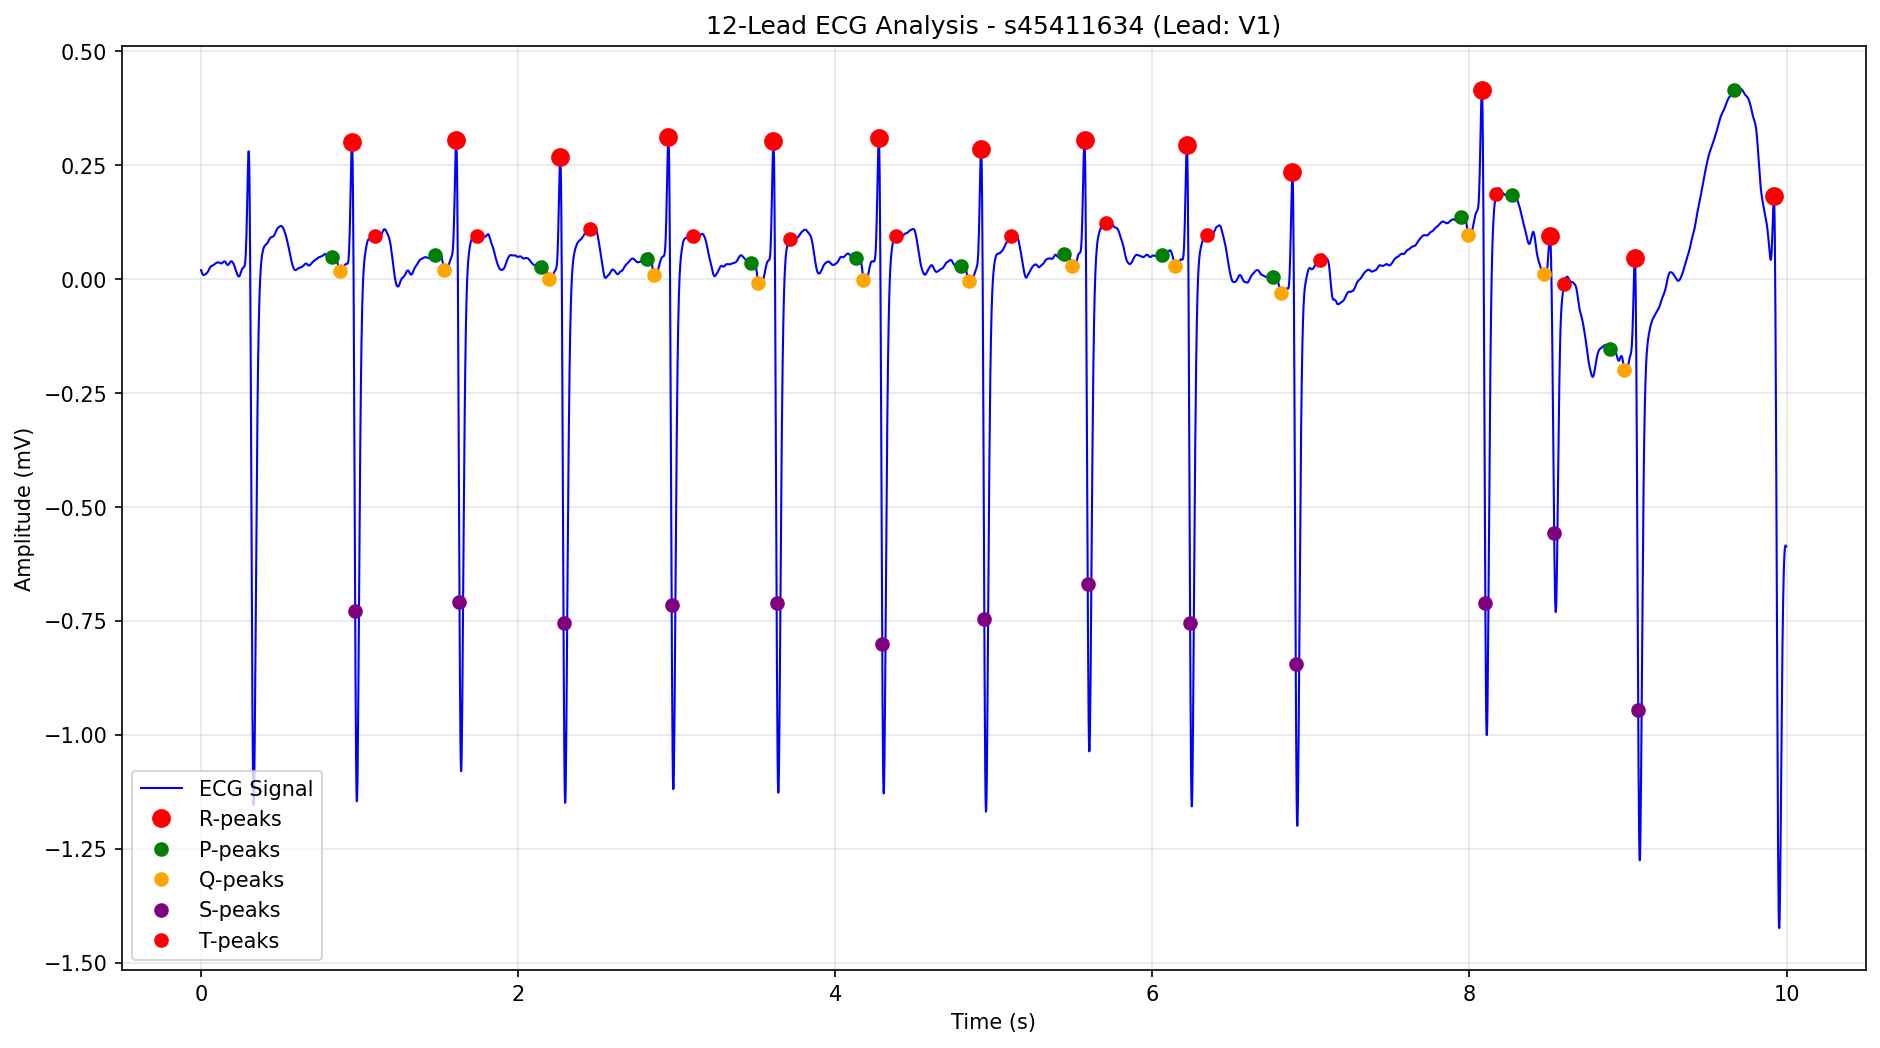 12-Lead ECG Analysis - s45411634 (Lead: V1)
Amplitude (mV)
0.50
0.25
0.00
−0.25
−0.50
−0.75
−1.00
−1.25
−1.50
ECG Signal
R-peaks
P-peaks
Q-peaks
S-peaks
T-peaks
0 2 4 6 8 10
Time (s)